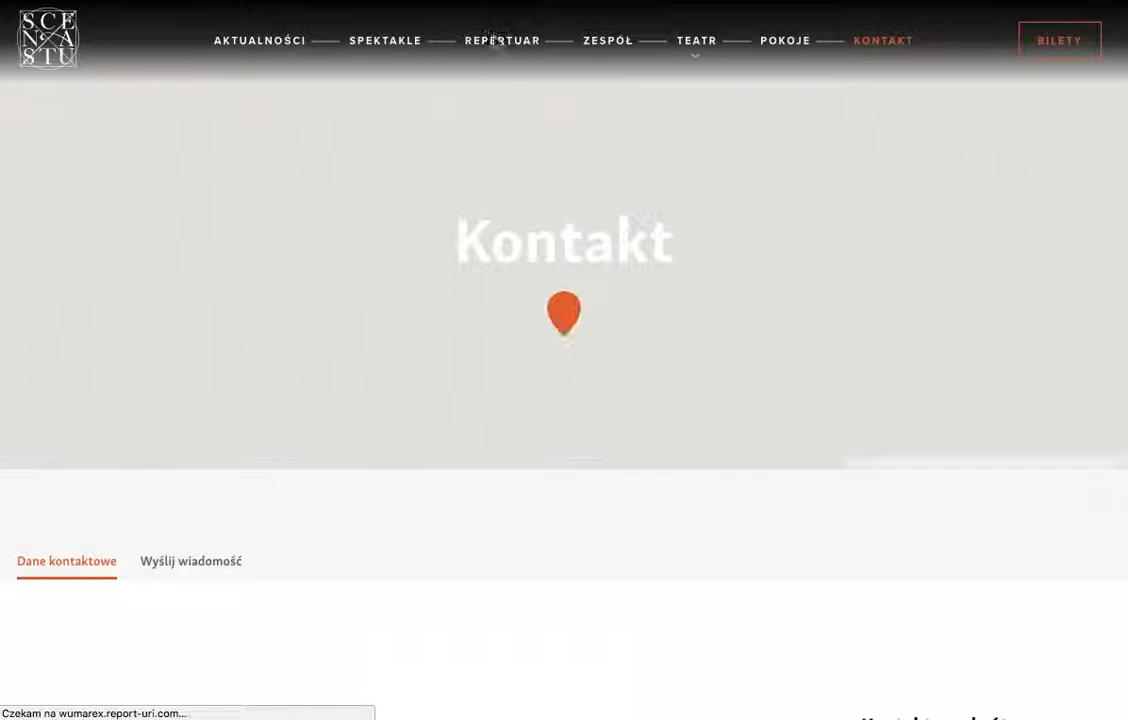 SCE
NA
STU
AKTUALNOŚCI
SPEKTAKLE
REPERTUAR
ZESPÓŁ
TEATR
POKOJE
KONTAKT
BILETY
Kontakt
Dane kontaktowe
Wyślij wiadomość
Czekam na wumarex.report-uri.com...